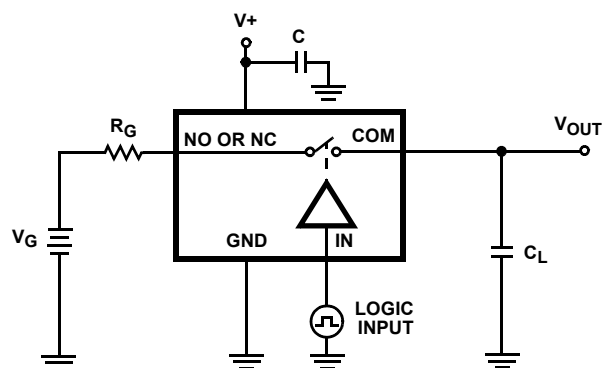 V+
C
RG
NO OR NC
COM
VOUT
VG
GND
IN
CL
LOGIC
INPUT